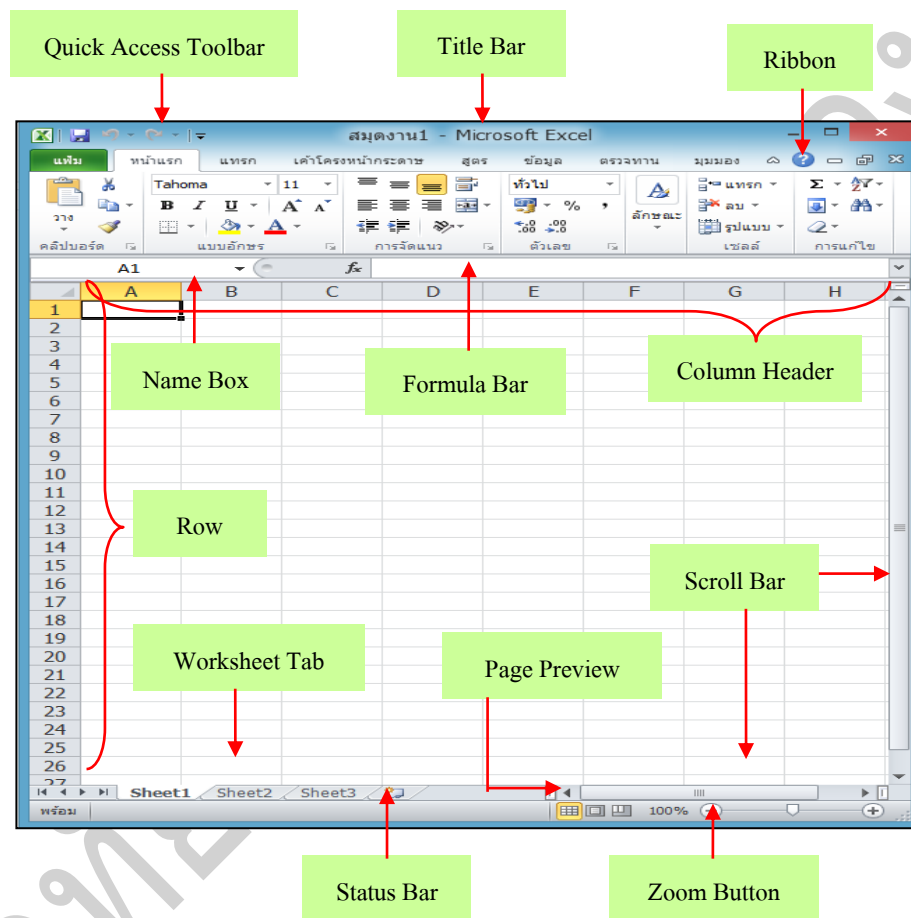 Quick Access Toolbar
Title Bar
Ribbon
สมุดงาน1 - Microsoft Excel
แฟ้ม หน้าแรก แทรก เค้าโครงหน้ากระดาษ สูตร ข้อมูล ตรวจทาน มุมมอง
วาง
Tahoma 11
B I U A A
A
ทั่วไป
% ,
.00 .0
ลักษณะ
แทรก
ลบ
รูปแบบ
Σ
คลิปบอร์ด แบบอักษร การจัดแนว ตัวเลข เซลล์ การแก้ไข
A1 fx
A B C D E F G H
1
2
3
4
5
6
7
8
9
10
11
12
13
14
15
16
17
18
19
20
21
22
23
24
25
26
27
Name Box
Formula Bar
Column Header
Row
Scroll Bar
Worksheet Tab
Page Preview
Sheet1 Sheet2 Sheet3
พร้อม 100%
Status Bar
Zoom Button